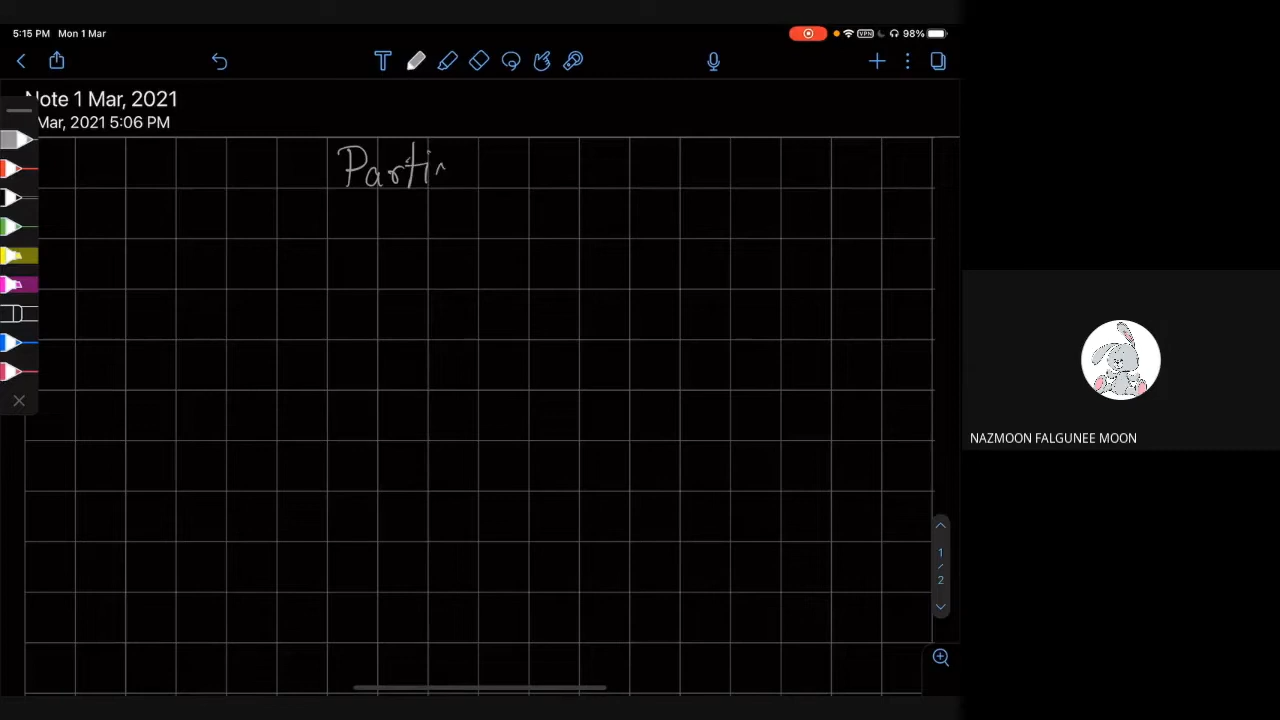 5:15 PM Mon 1 Mar
VPN 98%
Note 1 Mar, 2021
Mar, 2021 5:06 PM
Parti
1
/
2
NAZMOON FALGUNEE MOON